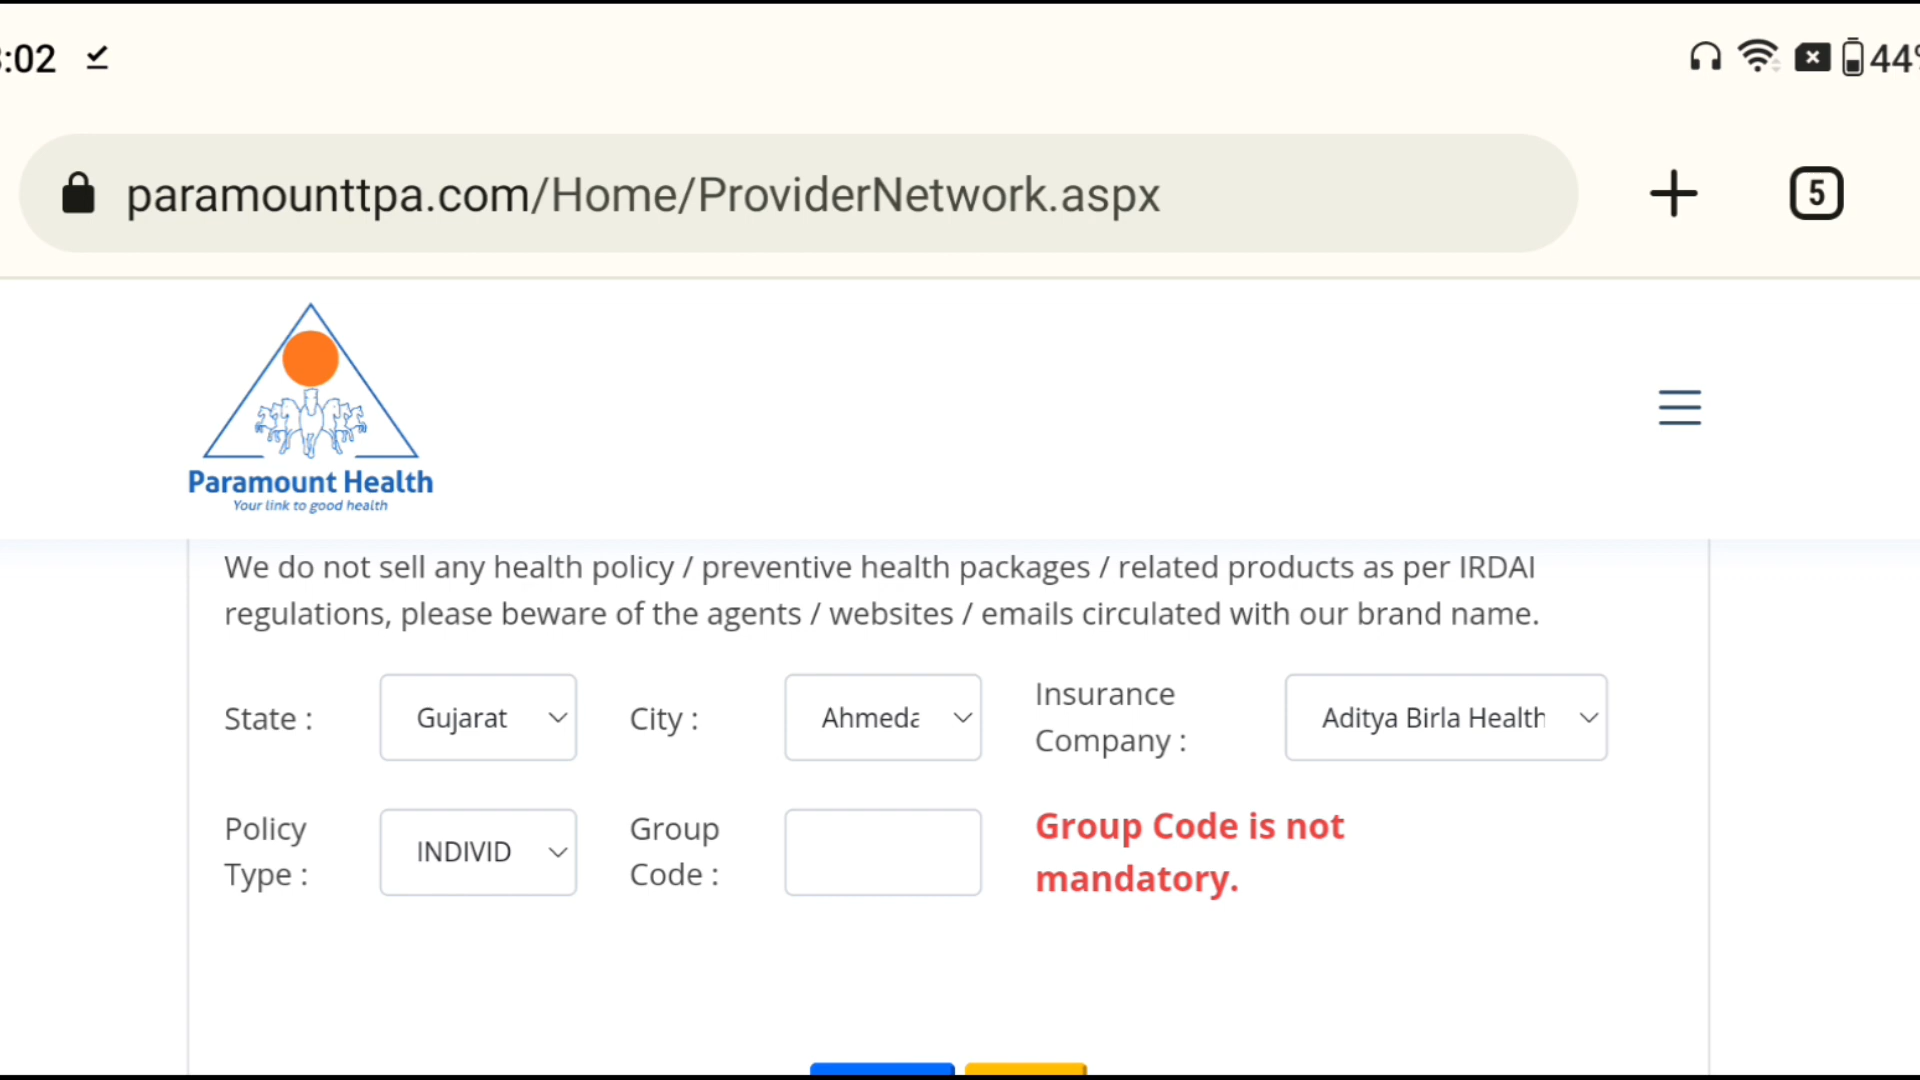 :02
44%
paramounttpa.com/Home/ProviderNetwork.aspx
5
Paramount Health
Your link to good health
We do not sell any health policy / preventive health packages / related products as per IRDAI
regulations, please beware of the agents / websites / emails circulated with our brand name.
State :
Gujarat
City :
Ahmeda
Insurance
Company :
Aditya Birla Health
Policy
Type :
INDIVID
Group
Code :
Group Code is not
mandatory.